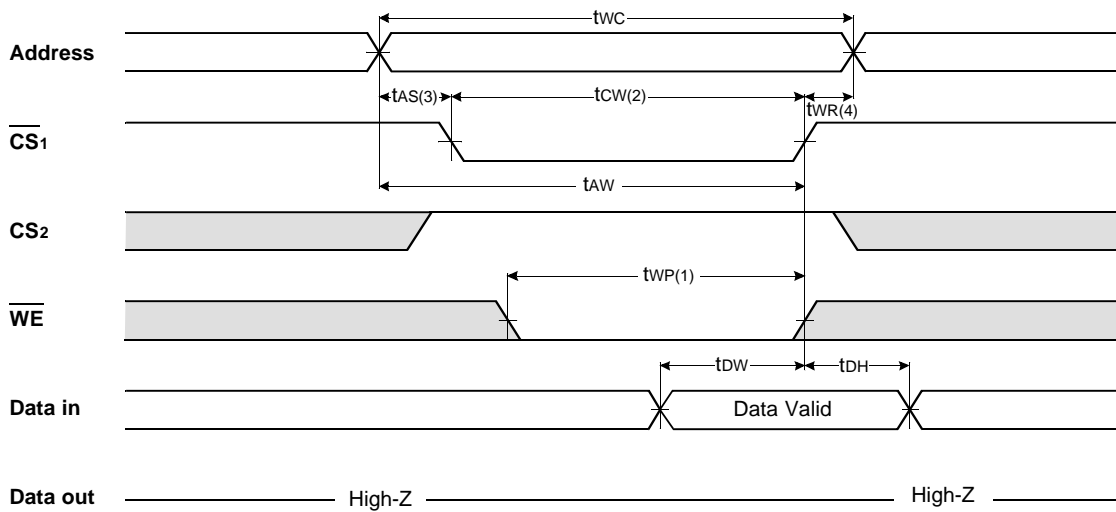 tWC
Address
tAS(3) tCW(2) tWR(4)
CS1
tAW
CS2
tWP(1)
WE
tDW tDH
Data in Data Valid
Data out High-Z High-Z